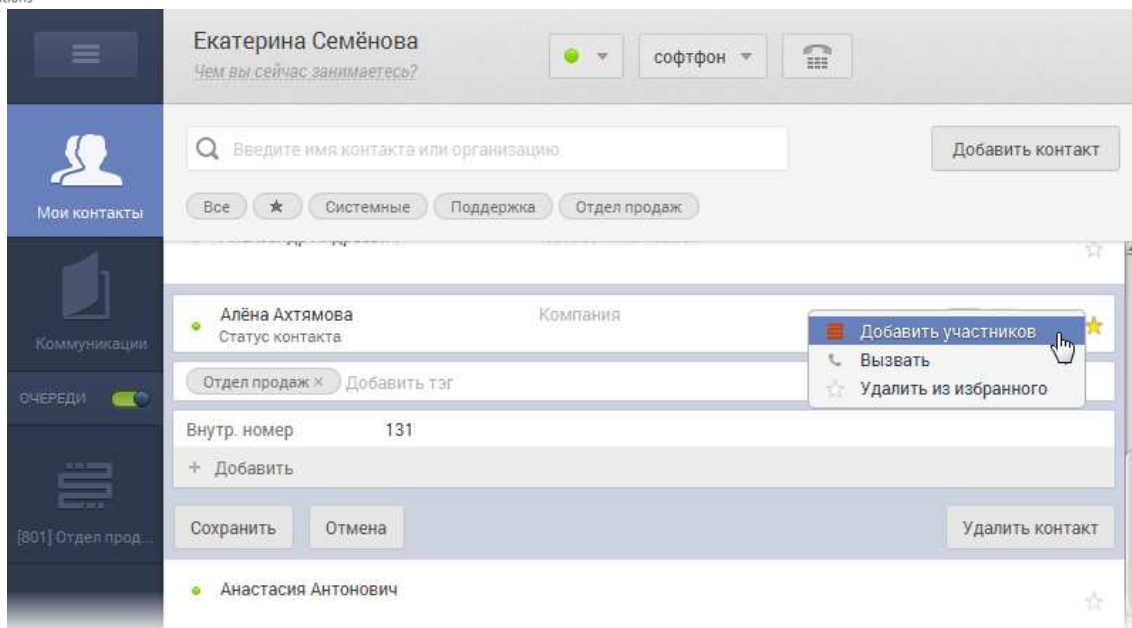 Екатерина Семёнова
Чем вы сейчас занимаетесь?
софтфон
Введите имя контакта или организацию
Добавить контакт
Мои контакты
Все
Системные
Поддержка
Отдел продаж
Алёна Ахтямова
Компания
Статус контакта
Добавить участников
Вызвать
Удалить из избранного
Коммуникации
Отдел продаж ×
Добавить тэг
ОЧЕРЕДИ
Внутр. номер 131
+ Добавить
Сохранить
Отмена
Удалить контакт
[801] Отдел прод...
Анастасия Антонович